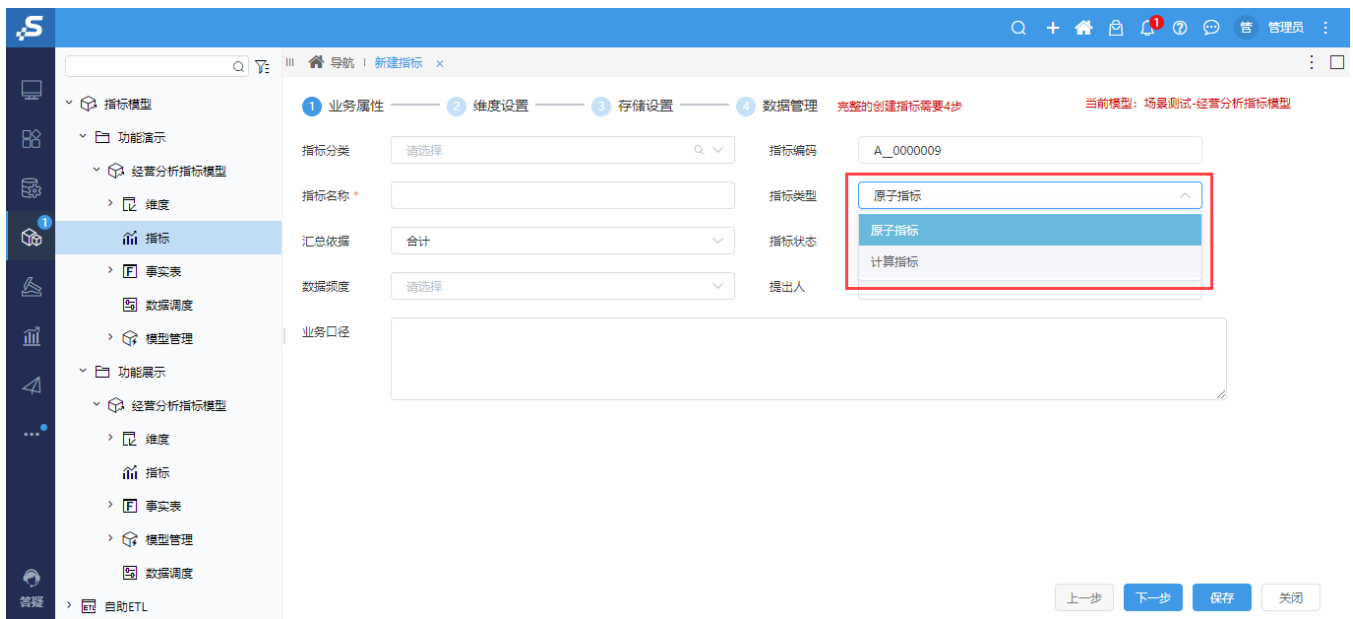 S
1
管
管理员
导航
新建指标
指标模型
功能演示
经营分析指标模型
维度
1
指标
事实表
数据调度
模型管理
功能展示
经营分析指标模型
维度
指标
事实表
模型管理
数据调度
自助ETL
答疑
1 业务属性 2 维度设置 3 存储设置 4 数据管理 完整的创建指标需要4步 当前模型：场景测试-经营分析指标模型
指标分类 请选择 指标编码 A__0000009
指标名称 * 指标类型 原子指标
原子指标
汇总依据 合计 指标状态
计算指标
数据频度 请选择 提出人
业务口径
上一步 下一步 保存 关闭